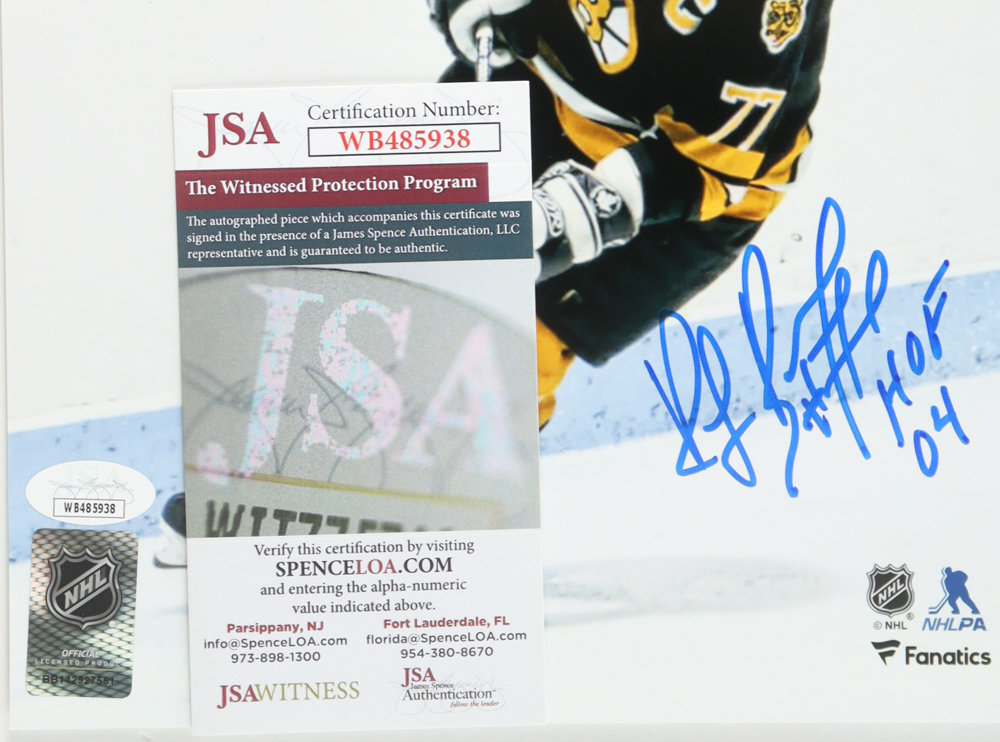 77
JSA
Certification Number:
WB485938
The Witnessed Protection Program
The autographed piece which accompanies this certificate was
signed in the presence of a James Spence Authentication, LLC
representative and is guaranteed to be authentic.
JSA
Verify this certification by visiting
SPENCELOA.COM
and entering the alpha-numeric
value indicated above.
Parsippany, NJ
info@SpenceLOA.com
973-898-1300
Fort Lauderdale, FL
florida@SpenceLOA.com
954-380-8670
JSAWITNESS
JSA
James Spence
Authentication
follow the leader
WB485938
NHL
OFFICIAL
LICENSED PRODUCT
BB142927551
HOF
04
NHL
© NHL
NHLPA
Fanatics